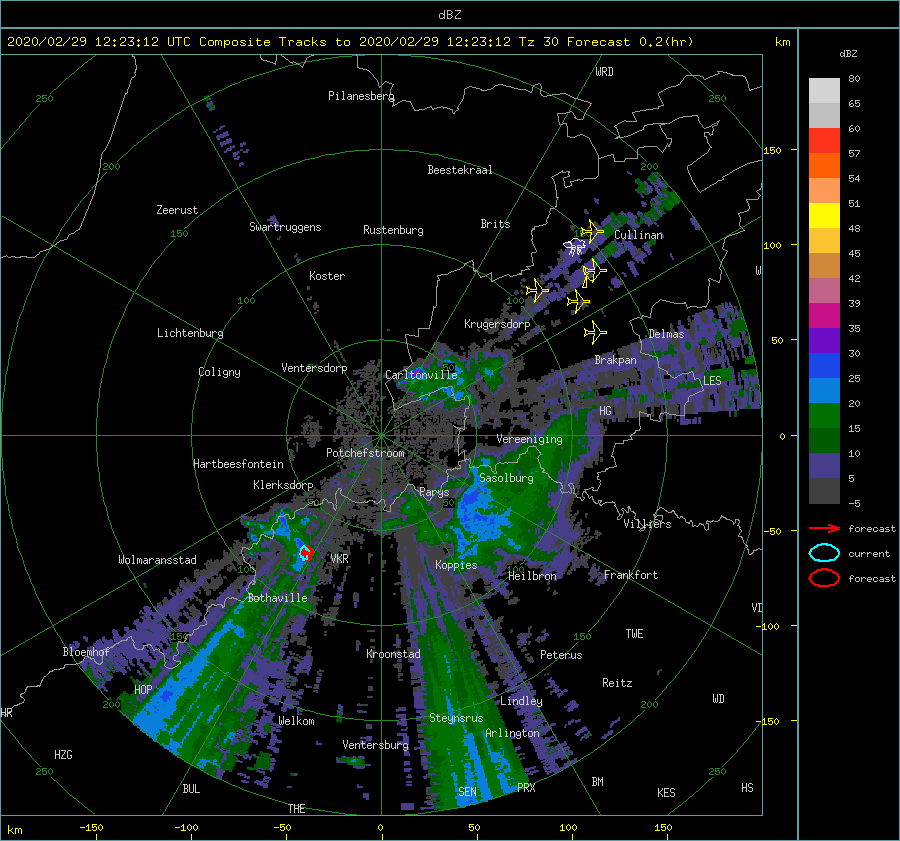 dBZ
2020/02/29 12:23:12 UTC Composite Tracks to 2020/02/29 12:23:12 Tz 30 Forecast 0.2(hr)
km
dBZ
WRD
250
Pilanesberg
250
80
65
60
57
54
51
48
45
42
39
35
30
25
20
15
10
5
-5
150
200
Beestekraal
200
Zeerust
Swartruggens
150
Rustenburg
Brits
Cullinan
100
Koster
100
100
Lichtenburg
Krugersdorp
Delmas
50
Coligny
Ventersdorp
Carltonville
Brakpan
LES
HG
0
Vereeniging
Potchefstroom
Hartbeesfontein
Klerksdorp
Sasolburg
Parys
50
50
Villiers
-50
forecast
current
forecast
Wolmaransstad
VKR
Koppies
100
Heilbron
100
Frankfort
Bothaville
VD
-100
150
150
TWE
Bloemhof
Kroonstad
Peterus
HOP
Reitz
WD
HR
200
Lindley
200
Welkom
Steynsrus
-150
Arlington
HZG
Ventersburg
250
250
BUL
SEN
PRX
BM
KES
HS
THE
km
-150
-100
-50
0
50
100
150